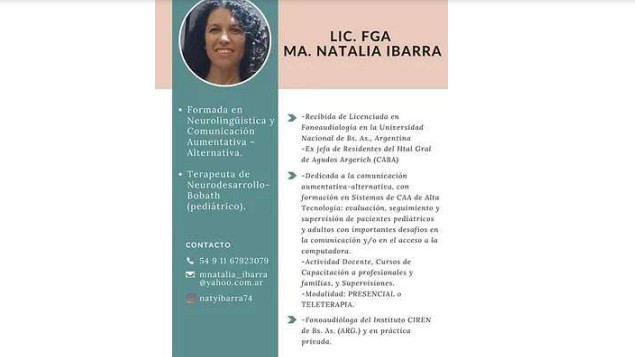 LIC. FGA
MA. NATALIA IBARRA
Formada en
Neurolingüística y
Comunicación
Aumentativa -
Alternativa.
Terapeuta de
Neurodesarrollo-
Bobath
(pediátrico).
CONTACTO
54 9 11 67923079
mnatalia_ibarra
@yahoo.com.ar
natyibarra74
-Recibida de Licenciada en
Fonoaudiología en la Universidad
Nacional de Bs. As., Argentina
-Ex jefa de Residentes del Htal Gral
de Agudos Argerich (CABA)
-Dedicada a la comunicación
aumentativa-alternativa, con
formación en Sistemas de CAA de Alta
Tecnología: evaluación, seguimiento y
supervisión de pacientes pediátricos
y adultos con importantes desafíos en
la comunicación y/o en el acceso a la
computadora.
-Actividad Docente, Cursos de
Capacitación a profesionales y
familias, y Supervisiones.
-Modalidad: PRESENCIAL o
TELETERAPIA.
-Fonoaudióloga del Instituto CIREN
de Bs. As. (ARG.) y en práctica
privada.